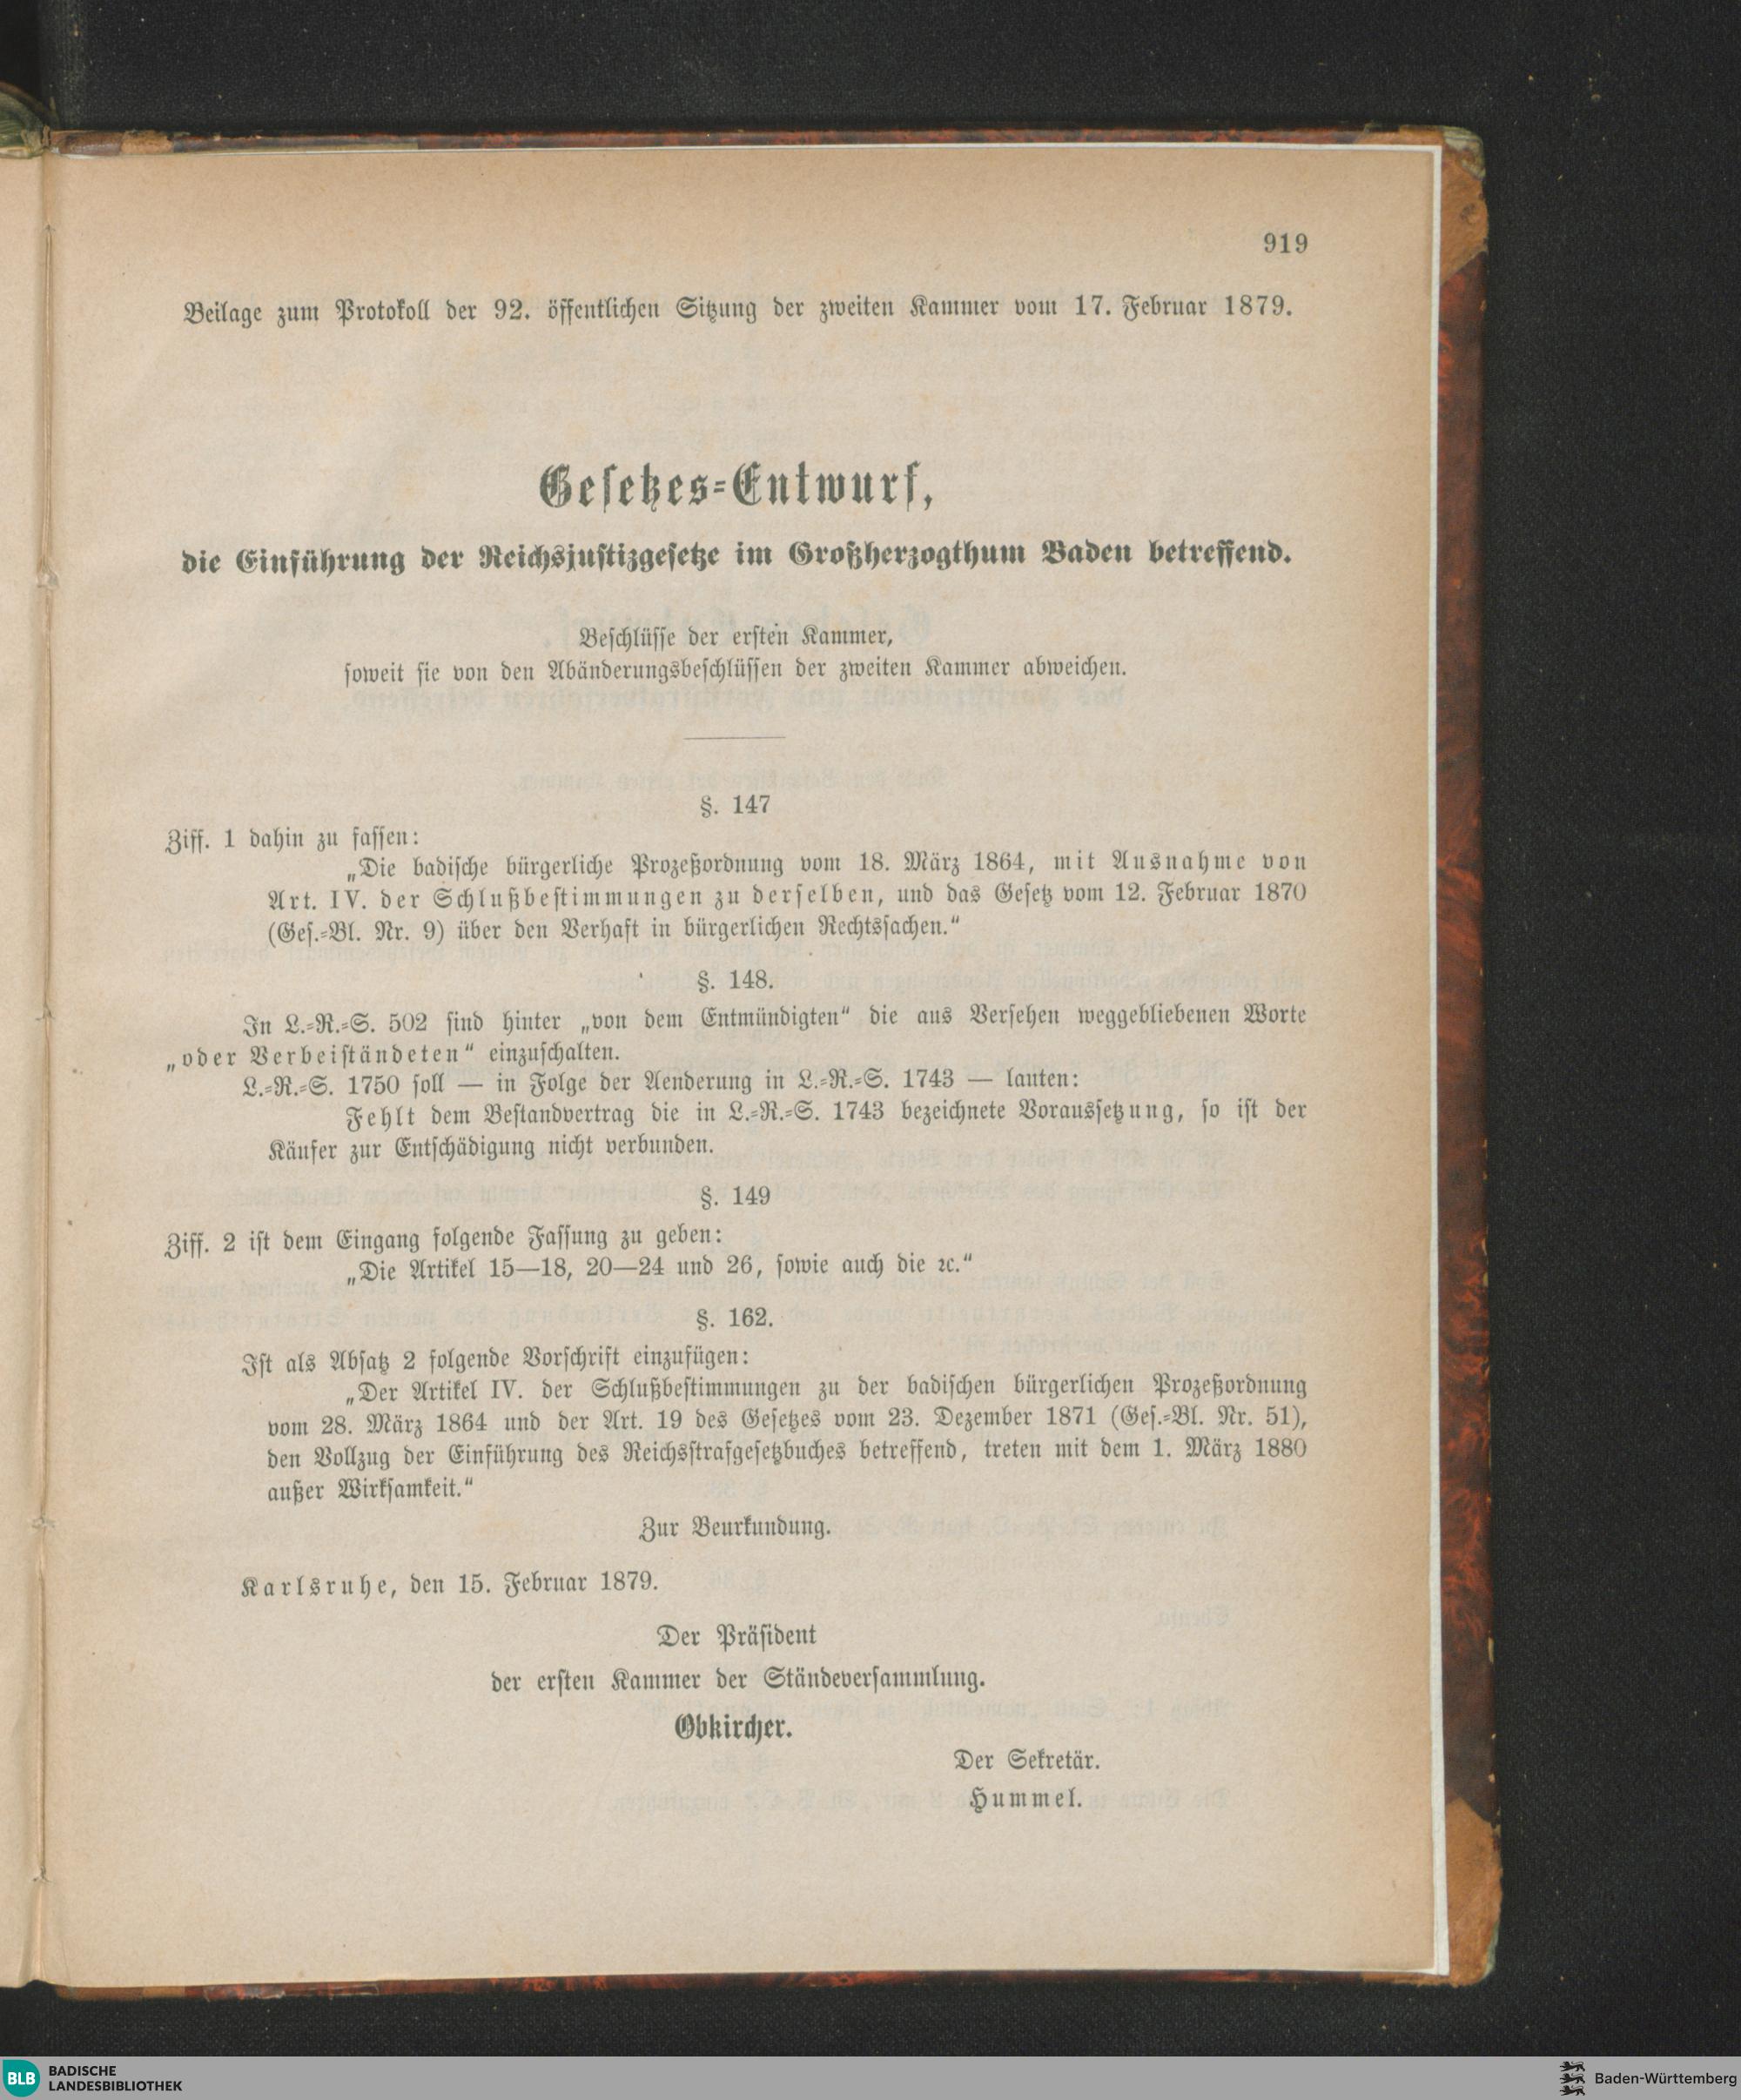 919
Beilage zum Protokoll der 92. öffentlichen Sitzung der zweiten Kammer vom 17. Februar 1879.
Gesetzes-Entwurf,
die Einführung der Reichsjustizgesetze im Großherzogthum Baden betreffend.
Beschlüsse der ersten Kammer,
soweit sie von den Abänderungsbeschlüssen der zweiten Kammer abweichen.
§. 147
Ziff. 1 dahin zu fassen:
„Die badische bürgerliche Prozeßordnung vom 18. März 1864, mit Ausnahme von
Art. IV. der Schlußbestimmungen zu derselben, und das Gesetz vom 12. Februar 1870
(Ges.-Bl. Nr. 9) über den Verhaft in bürgerlichen Rechtssachen.“
§. 148.
In L.-R.-S. 502 sind hinter „von dem Entmündigten“ die aus Versehen weggebliebenen Worte
„oder Verbeiständeten“ einzuschalten.
L.-R.-S. 1750 soll — in Folge der Aenderung in L.-R.-S. 1743 — lauten:
Fehlt dem Bestandvertrag die in L.-R.-S. 1743 bezeichnete Voraussetzung, so ist der
Käufer zur Entschädigung nicht verbunden.
§. 149
Ziff. 2 ist dem Eingang folgende Fassung zu geben:
„Die Artikel 15—18, 20—24 und 26, sowie auch die ꝛc.“
§. 162.
Ist als Absatz 2 folgende Vorschrift einzufügen:
„Der Artikel IV. der Schlußbestimmungen zu der badischen bürgerlichen Prozeßordnung
vom 28. März 1864 und der Art. 19 des Gesetzes vom 23. Dezember 1871 (Ges.-Bl. Nr. 51),
den Vollzug der Einführung des Reichsstrafgesetzbuches betreffend, treten mit dem 1. März 1880
außer Wirksamkeit.“
Zur Beurkundung.
Karlsruhe, den 15. Februar 1879.
Der Präsident
der ersten Kammer der Ständeversammlung.
Obkircher.
Der Sekretär.
Hummel.
BLB BADISCHE
LANDESBIBLIOTHEK
Baden-Württemberg